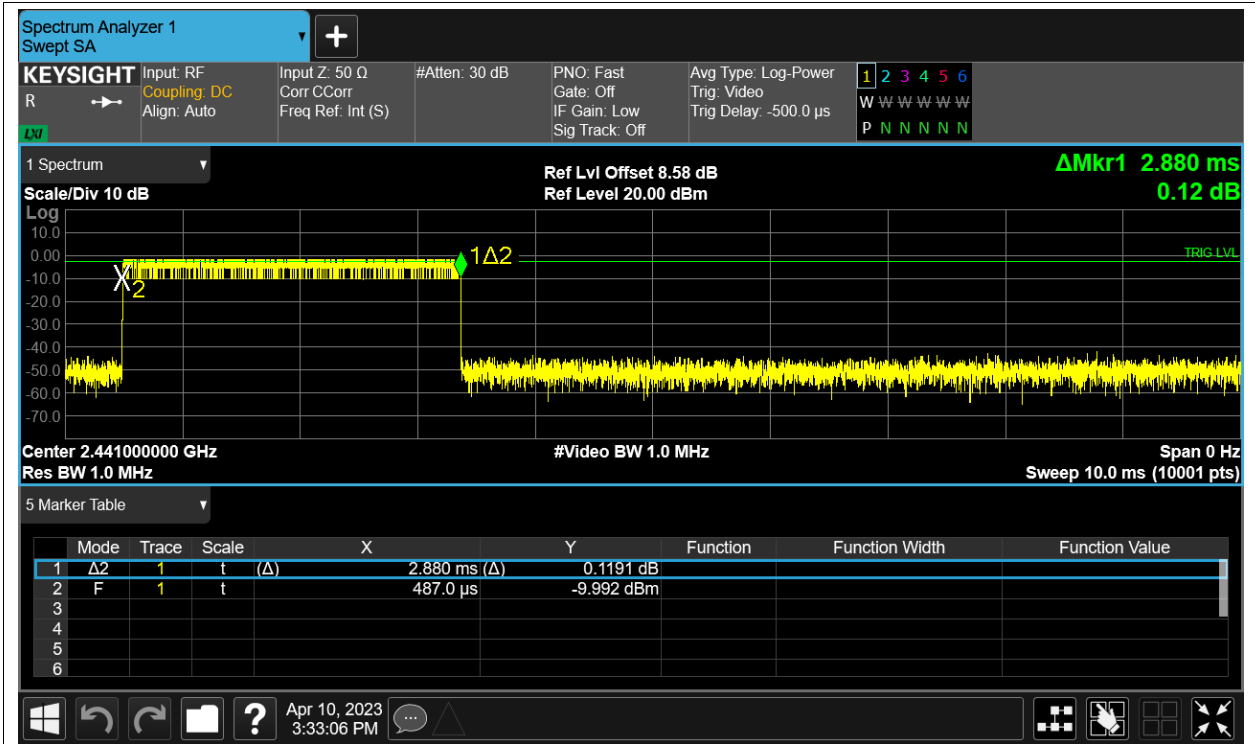 Spectrum Analyzer 1
Swept SA
KEYSIGHT
R
LXI
Input: RF
Coupling: DC
Align: Auto
Input Z: 50 Ω
Corr CCorr
Freq Ref: Int (S)
#Atten: 30 dB
PNO: Fast
Gate: Off
IF Gain: Low
Sig Track: Off
Avg Type: Log-Power
Trig: Video
Trig Delay: -500.0 µs
1 2 3 4 5 6
W W W W W W
P N N N N N
1 Spectrum
Scale/Div 10 dB
Ref Lvl Offset 8.58 dB
Ref Level 20.00 dBm
ΔMkr1 2.880 ms
0.12 dB
Log
10.0
0.00
-10.0
-20.0
-30.0
-40.0
-50.0
-60.0
-70.0
X2
1Δ2
TRIG LVL
Center 2.441000000 GHz
#Video BW 1.0 MHz
Span 0 Hz
Res BW 1.0 MHz
Sweep 10.0 ms (10001 pts)
5 Marker Table
Mode Trace Scale X Y Function Function Width Function Value
1 Δ2 1 t (Δ) 2.880 ms (Δ) 0.1191 dB
2 F 1 t 487.0 µs -9.992 dBm
3
4
5
6
?
Apr 10, 2023
3:33:06 PM